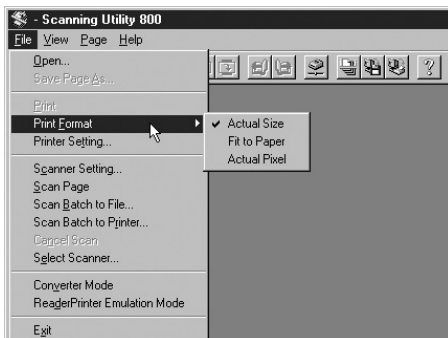 - Scanning Utility 800
File View Page Help
Open...
Save Page As...
Print
Print Format
Actual Size
Fit to Paper
Actual Pixel
Printer Setting...
Scanner Setting...
Scan Page
Scan Batch to File...
Scan Batch to Printer...
Cancel Scan
Select Scanner...
Converter Mode
ReaderPrinter Emulation Mode
Exit